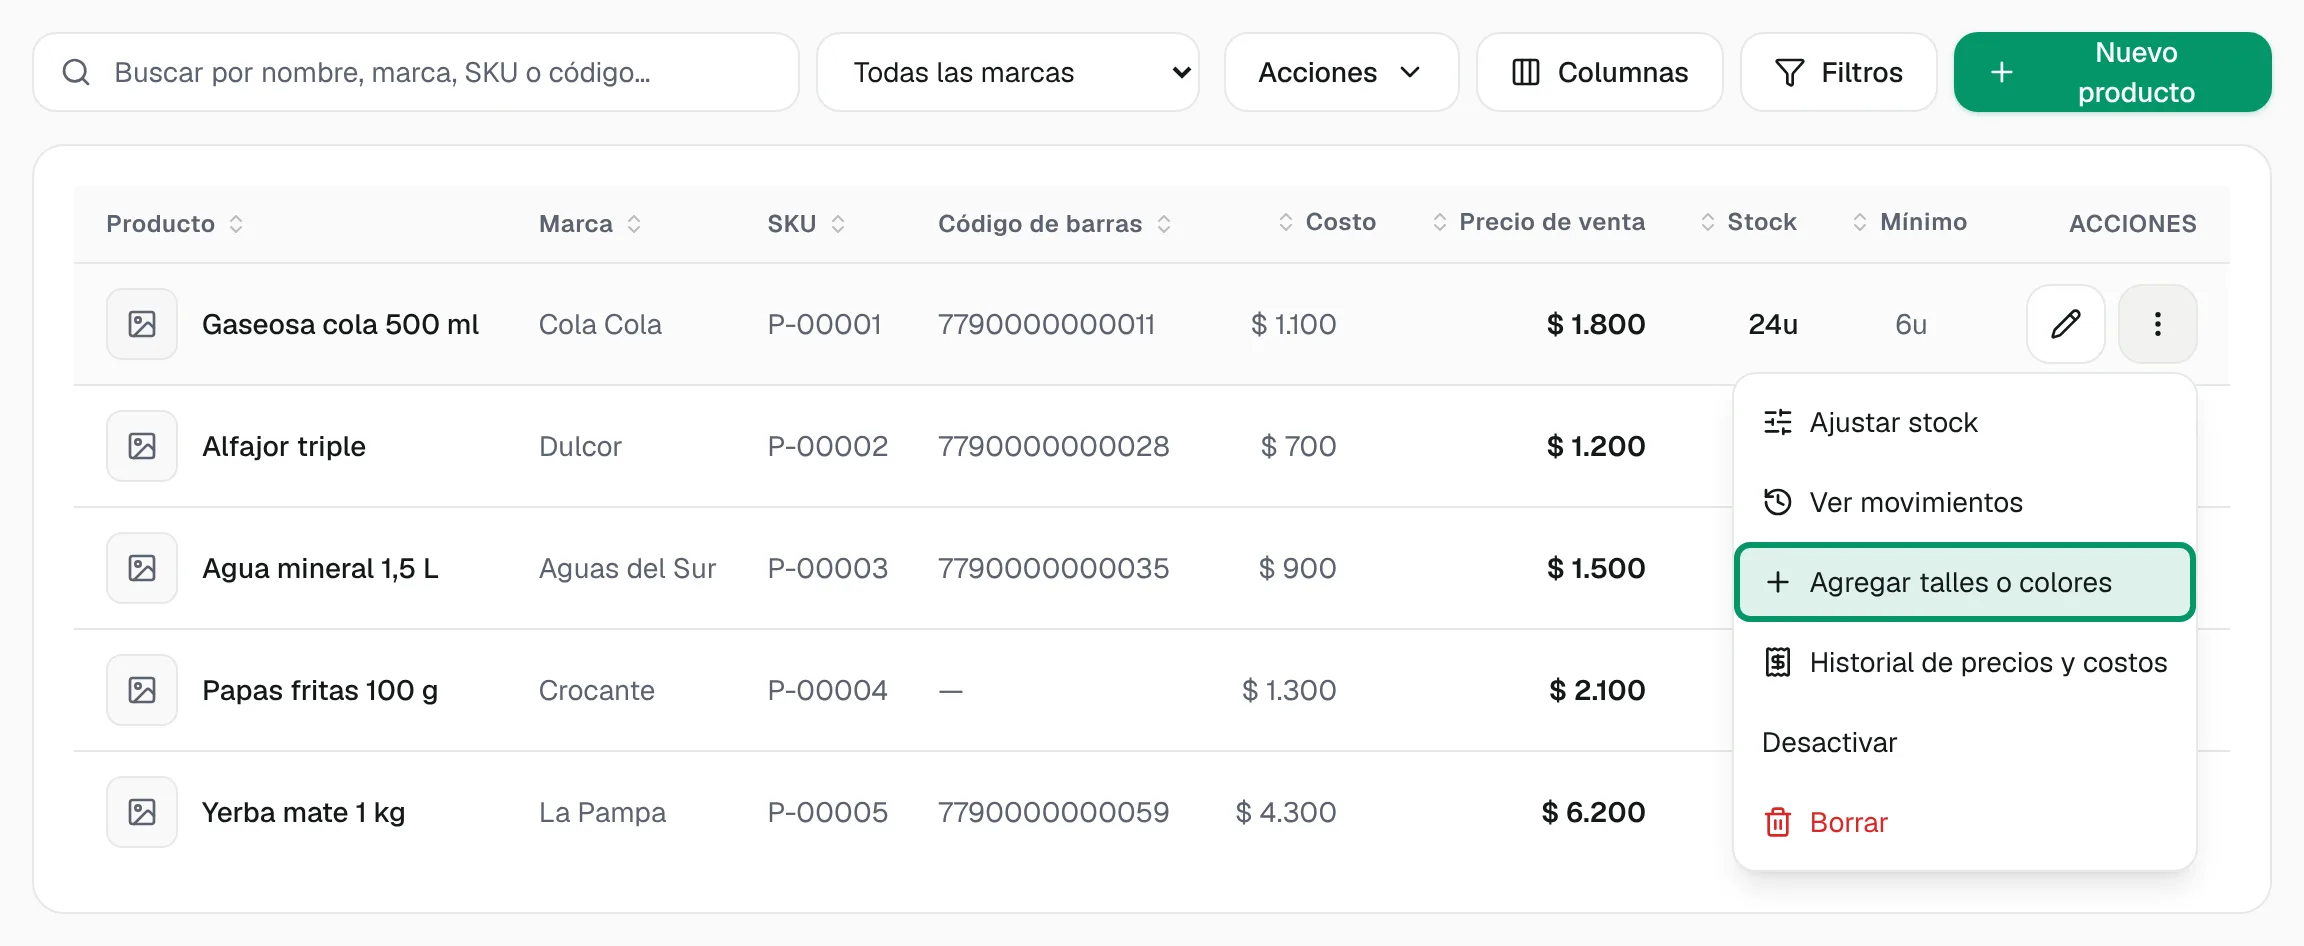 Buscar por nombre, marca, SKU o código...
Todas las marcas
Acciones
Columnas
Filtros
Nuevo
producto
Producto Marca SKU Código de barras Costo Precio de venta Stock Mínimo ACCIONES
Gaseosa cola 500 ml Cola Cola P-00001 7790000000011 $ 1.100 $ 1.800 24u 6u
Alfajor triple Dulcor P-00002 7790000000028 $ 700 $ 1.200
Agua mineral 1,5 L Aguas del Sur P-00003 7790000000035 $ 900 $ 1.500
Papas fritas 100 g Crocante P-00004 — $ 1.300 $ 2.100
Yerba mate 1 kg La Pampa P-00005 7790000000059 $ 4.300 $ 6.200
Ajustar stock
Ver movimientos
Agregar talles o colores
Historial de precios y costos
Desactivar
Borrar